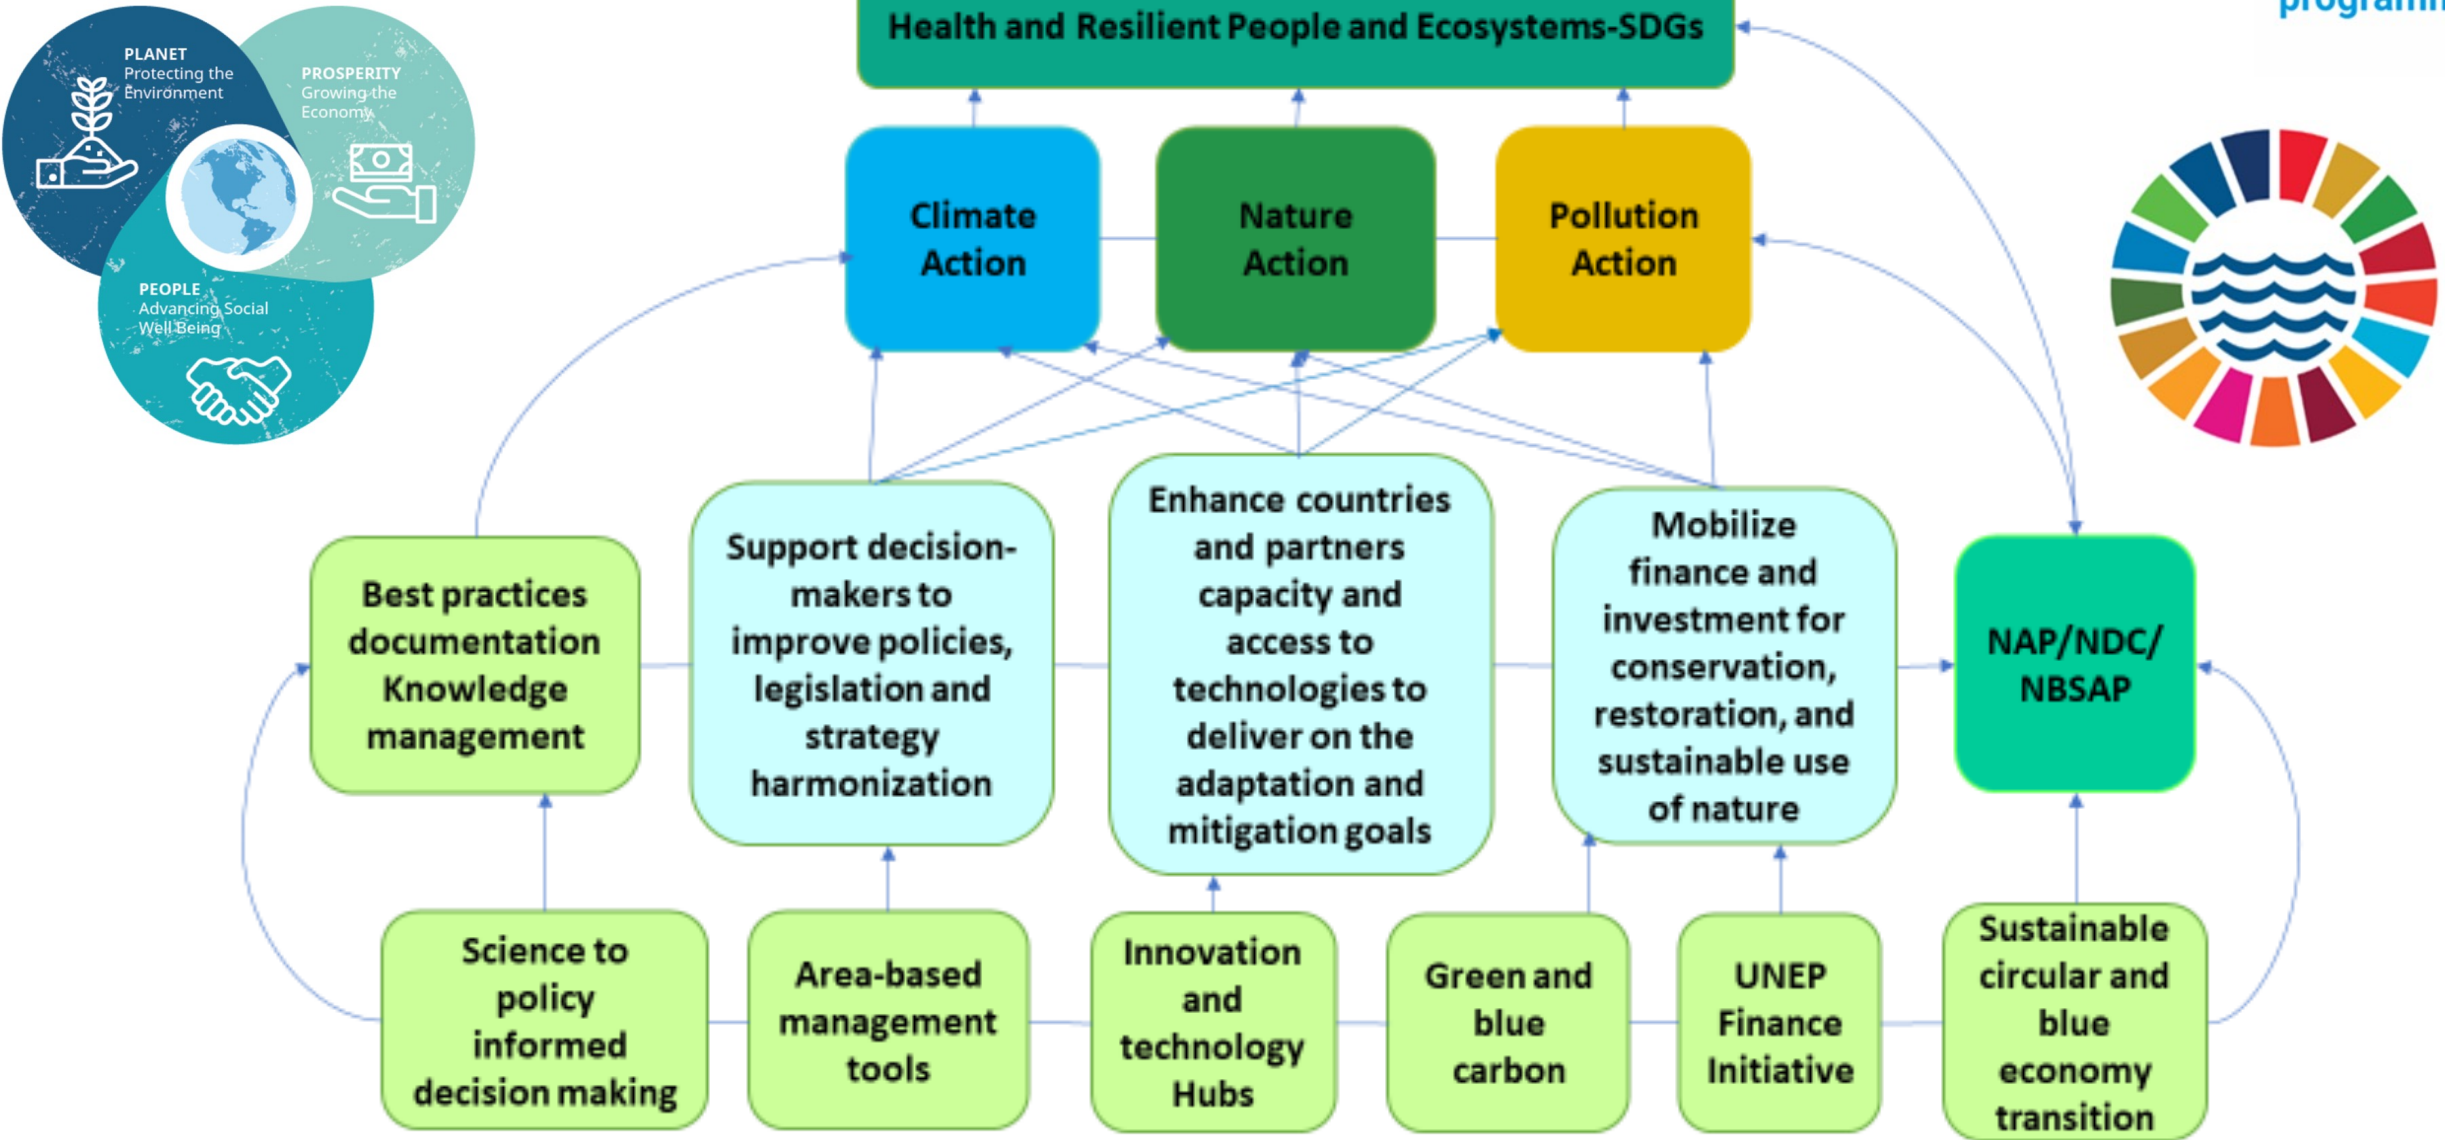 Health and Resilient People and Ecosystems-SDGs
PLANET
Protecting the
Environment
PROSPERITY
Growing the
Economy
PEOPLE
Advancing Social
Well Being
Climate
Action
Nature
Action
Pollution
Action
Best practices
documentation
Knowledge
management
Support decision-
makers to
improve policies,
legislation and
strategy
harmonization
Enhance countries
and partners
capacity and
access to
technologies to
deliver on the
adaptation and
mitigation goals
Mobilize
finance and
investment for
conservation,
restoration, and
sustainable use
of nature
NAP/NDC/
NBSAP
Science to
policy
informed
decision making
Area-based
management
tools
Innovation
and
technology
Hubs
Green and
blue
carbon
UNEP
Finance
Initiative
Sustainable
circular and
blue
economy
transition